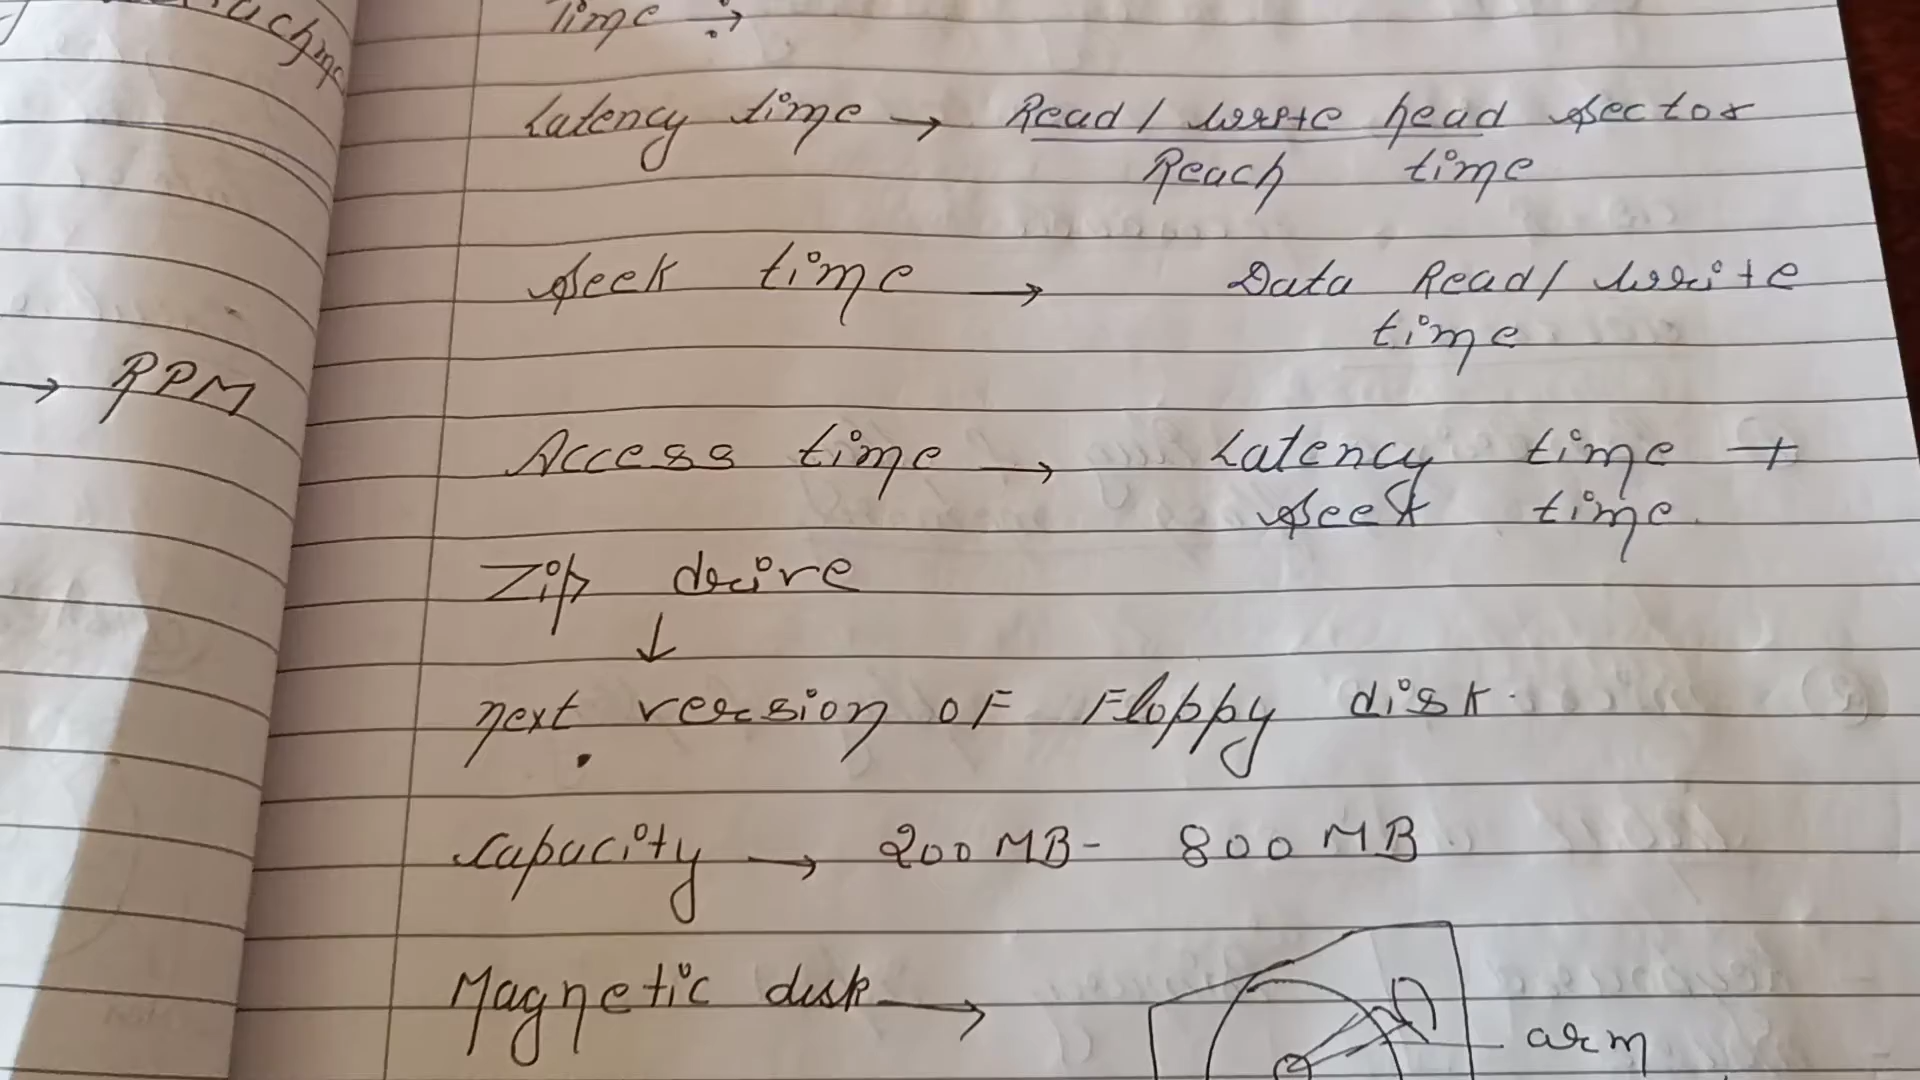 Time :→
Latency time → Read / write head sector
Reach time
Seek time → Data Read / write
time
→ RPM
Access time → Latency time +
seek time
Zip drive
↓
next version of Floppy disk.
Capacity → 200 MB - 800 MB
Magnetic disk →
arm